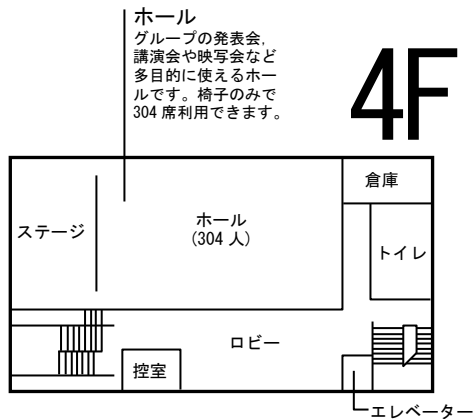 ホール
グループの発表会,
講演会や映写会など
多目的に使えるホー
ルです。椅子のみで
304 席利用できます。
4F
倉庫
ステージ
ホール
(304 人)
トイレ
ロビー
控室
エレベーター